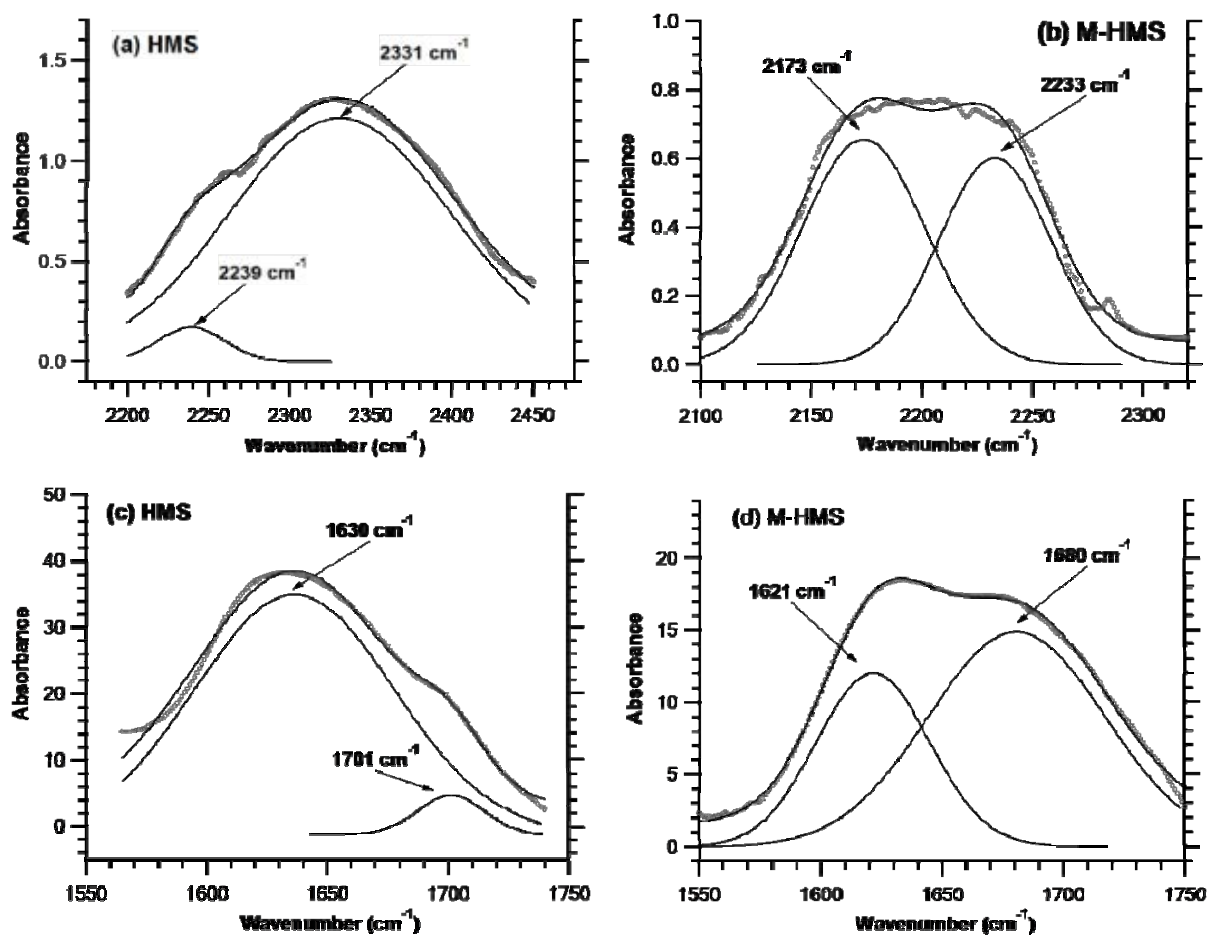 (a) HMS
2331 cm⁻¹
2239 cm⁻¹
1.5
1.0
0.5
0.0
Absorbance
2200 2250 2300 2350 2400 2450
Wavenumber (cm⁻¹)
(b) M-HMS
2173 cm⁻¹
2233 cm⁻¹
1.0
0.8
0.6
0.4
0.2
0.0
Absorbance
2100 2150 2200 2250 2300
Wavenumber (cm⁻¹)
(c) HMS
1630 cm⁻¹
1701 cm⁻¹
50
40
30
20
10
0
Absorbance
1550 1600 1650 1700 1750
Wavenumber (cm⁻¹)
(d) M-HMS
1621 cm⁻¹
1680 cm⁻¹
20
15
10
5
0
Absorbance
1550 1600 1650 1700 1750
Wavenumber (cm⁻¹)